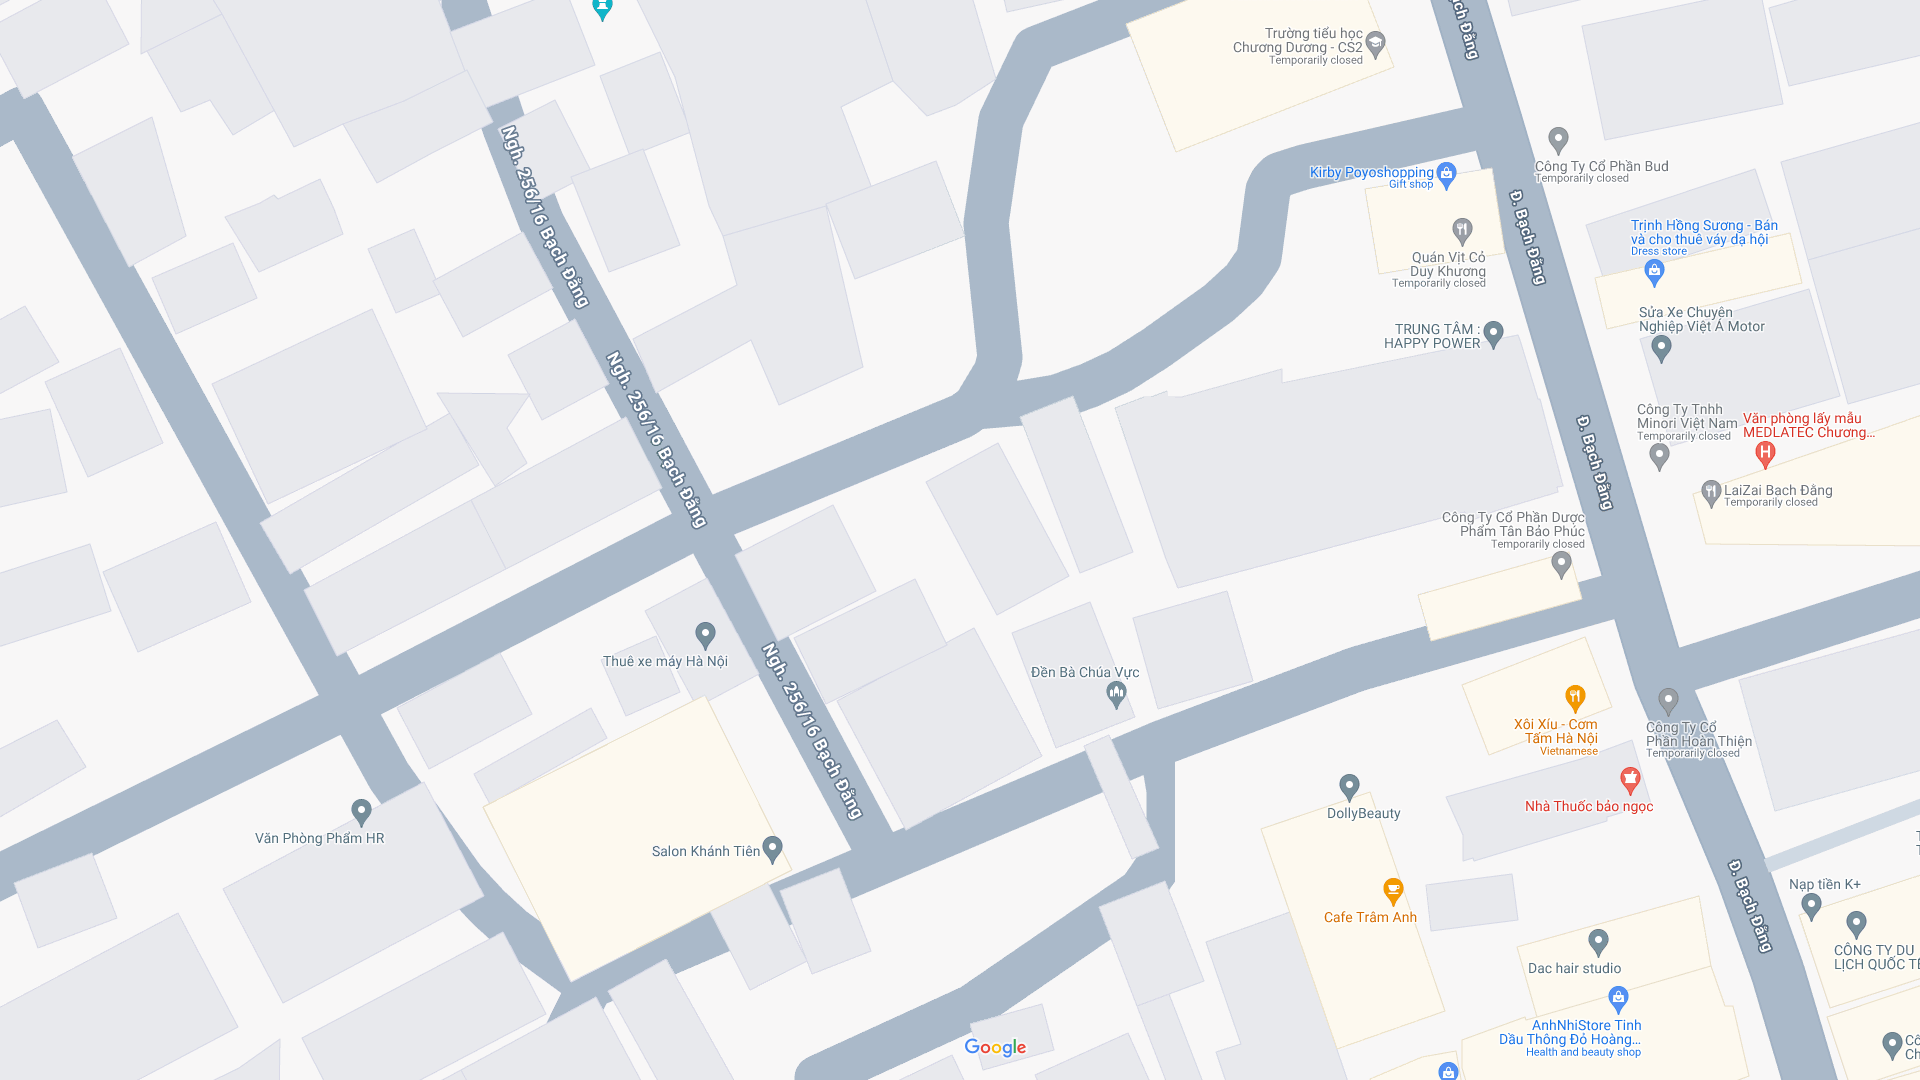 Trường tiểu học
Chương Dương - CS2
Temporarily closed
ạch Đằng
Công Ty Cổ Phần Bud
Temporarily closed
Kirby Poyoshopping
Gift shop
Ngh. 256/16 Bạch Đằng
Đ. Bạch Đằng
Trịnh Hồng Sương - Bán
và cho thuê váy dạ hội
Dress store
Quán Vịt Cỏ
Duy Khương
Temporarily closed
Sửa Xe Chuyên
Nghiệp Việt Á Motor
TRUNG TÂM :
HAPPY POWER
Ngh. 256/16 Bạch Đằng
Công Ty Tnhh
Minori Việt Nam
Temporarily closed
Văn phòng lấy mẫu
MEDLATEC Chương...
Đ. Bạch Đằng
LaiZai Bach Đằng
Temporarily closed
Công Ty Cổ Phần Dược
Phẩm Tân Bảo Phúc
Temporarily closed
Thuê xe máy Hà Nội
Đền Bà Chúa Vực
Ngh. 256/16 Bạch Đằng
Xôi Xíu - Cơm
Tấm Hà Nội
Vietnamese
Công Ty Cổ
Phần Hoàn Thiện
Temporarily closed
Nhà Thuốc bảo ngọc
DollyBeauty
Văn Phòng Phẩm HR
Salon Khánh Tiên
Đ. Bạch Đằng
Nạp tiền K+
Cafe Trâm Anh
CÔNG TY DU
LỊCH QUỐC TẾ
Dac hair studio
AnhNhiStore Tinh
Dầu Thông Đỏ Hoàng...
Health and beauty shop
Google
Cô
Ch